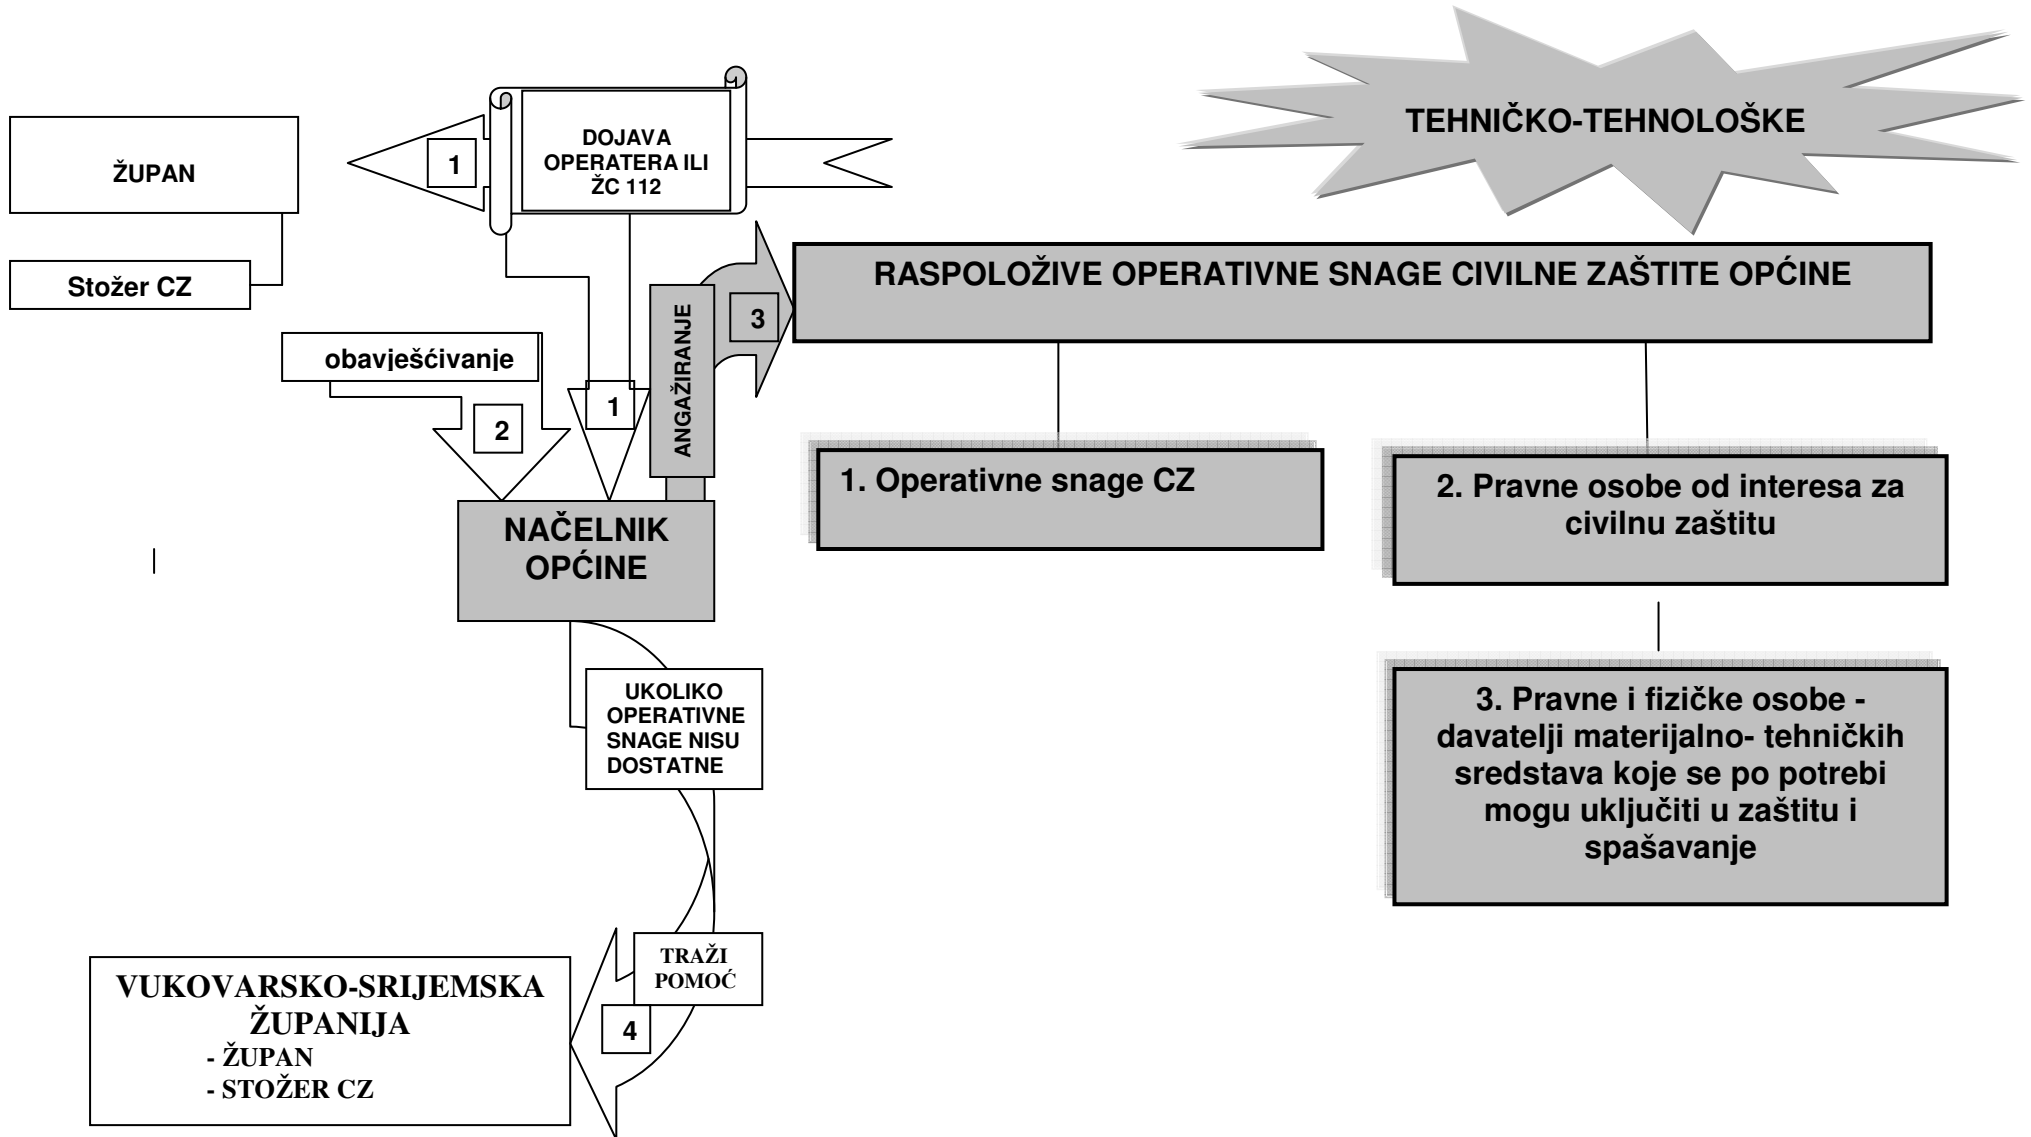 TEHNIČKO-TEHNOLOŠKE
DOJAVA
OPERATERA ILI
ŽC 112
1
ŽUPAN
Stožer CZ
RASPOLOŽIVE OPERATIVNE SNAGE CIVILNE ZAŠTITE OPĆINE
3
ANGAŽIRANJE
obavješćivanje
2
1
1. Operativne snage CZ
2. Pravne osobe od interesa za
civilnu zaštitu
NAČELNIK
OPĆINE
3. Pravne i fizičke osobe -
davatelji materijalno- tehničkih
sredstava koje se po potrebi
mogu uključiti u zaštitu i
spašavanje
UKOLIKO
OPERATIVNE
SNAGE NISU
DOSTATNE
TRAŽI
POMOĆ
4
VUKOVARSKO-SRIJEMSKA
ŽUPANIJA
- ŽUPAN
- STOŽER CZ